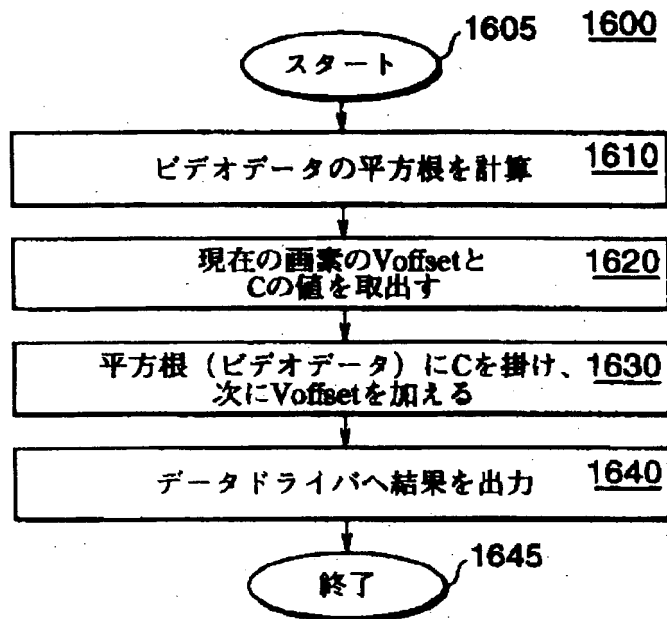 1605
1600
スタート
ビデオデータの平方根を計算
1610
現在の画素のVoffsetと
Cの値を取出す
1620
平方根（ビデオデータ）にCを掛け、
次にVoffsetを加える
1630
データドライバへ結果を出力
1640
終了
1645